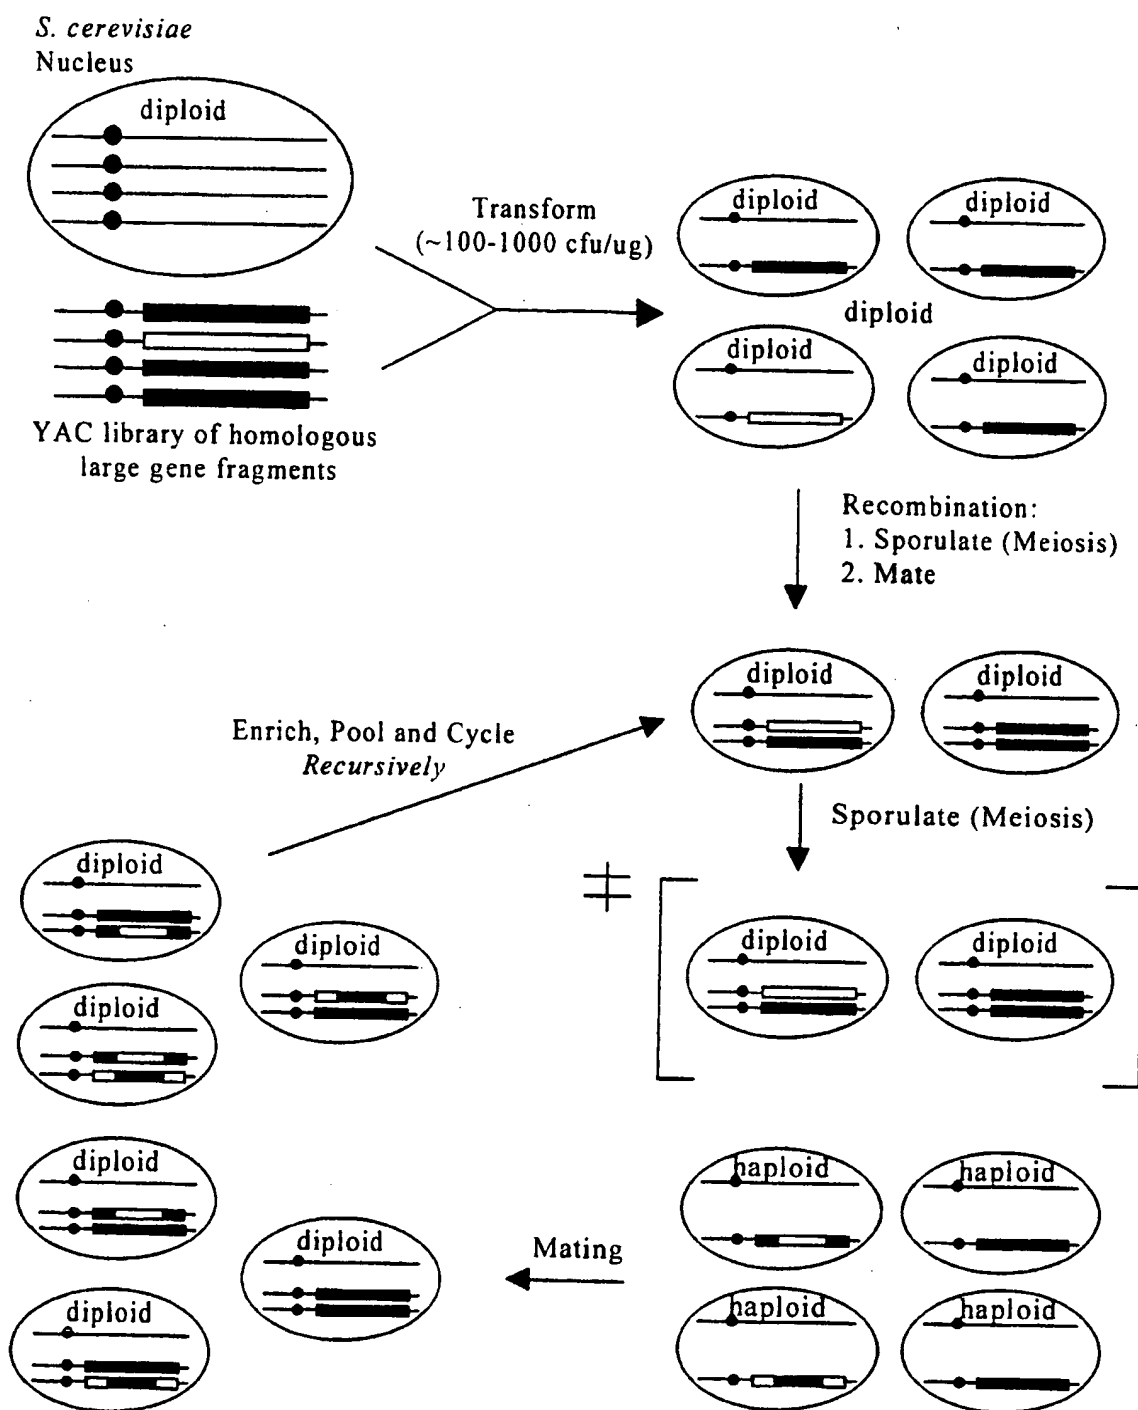 S. cerevisiae
Nucleus
diploid
YAC library of homologous
large gene fragments
Transform
(~100-1000 cfu/ug)
diploid
diploid
diploid
diploid
diploid
Recombination:
1. Sporulate (Meiosis)
2. Mate
diploid
diploid
Enrich, Pool and Cycle
Recursively
Sporulate (Meiosis)
diploid
diploid
diploid
diploid
diploid
diploid
haploid
haploid
diploid
Mating
diploid
haploid
haploid